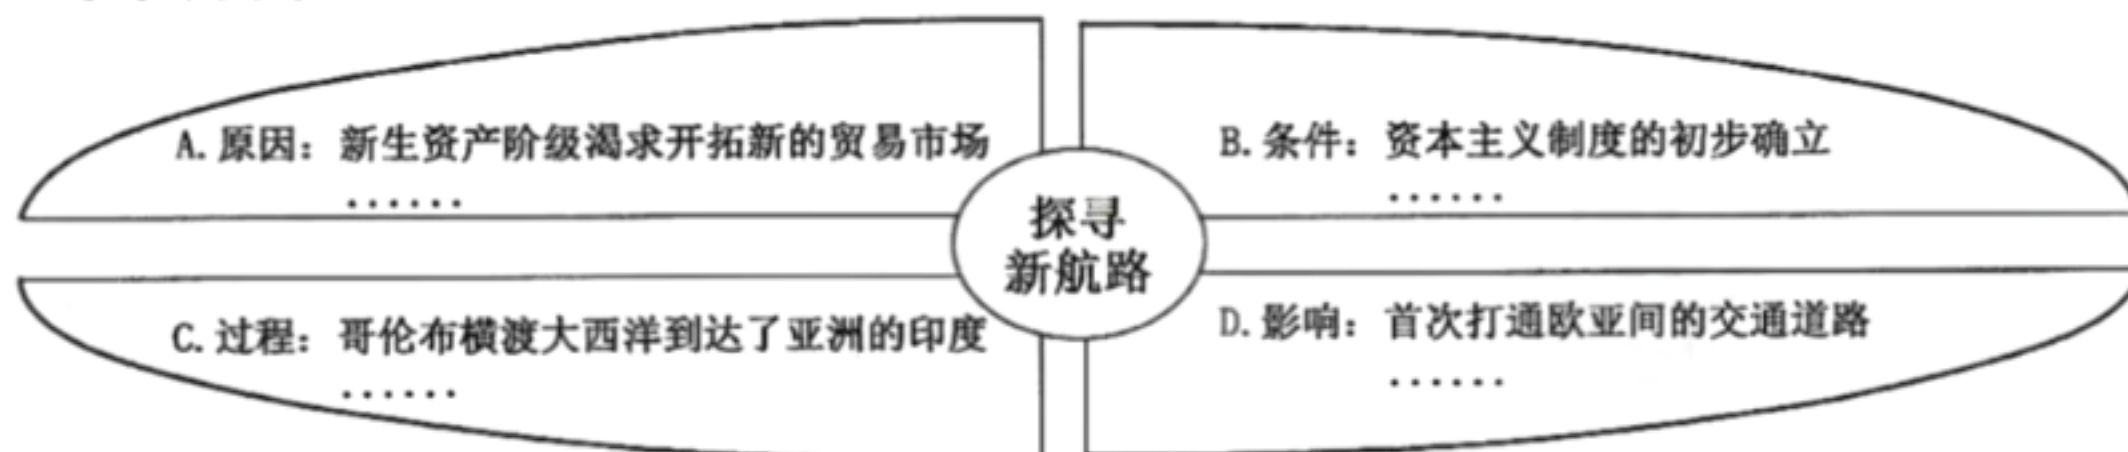 A. 原因：新生资产阶级渴求开拓新的贸易市场
······
B. 条件：资本主义制度的初步确立
······
探寻
新航路
C. 过程：哥伦布横渡大西洋到达了亚洲的印度
······
D. 影响：首次打通欧亚间的交通道路
······